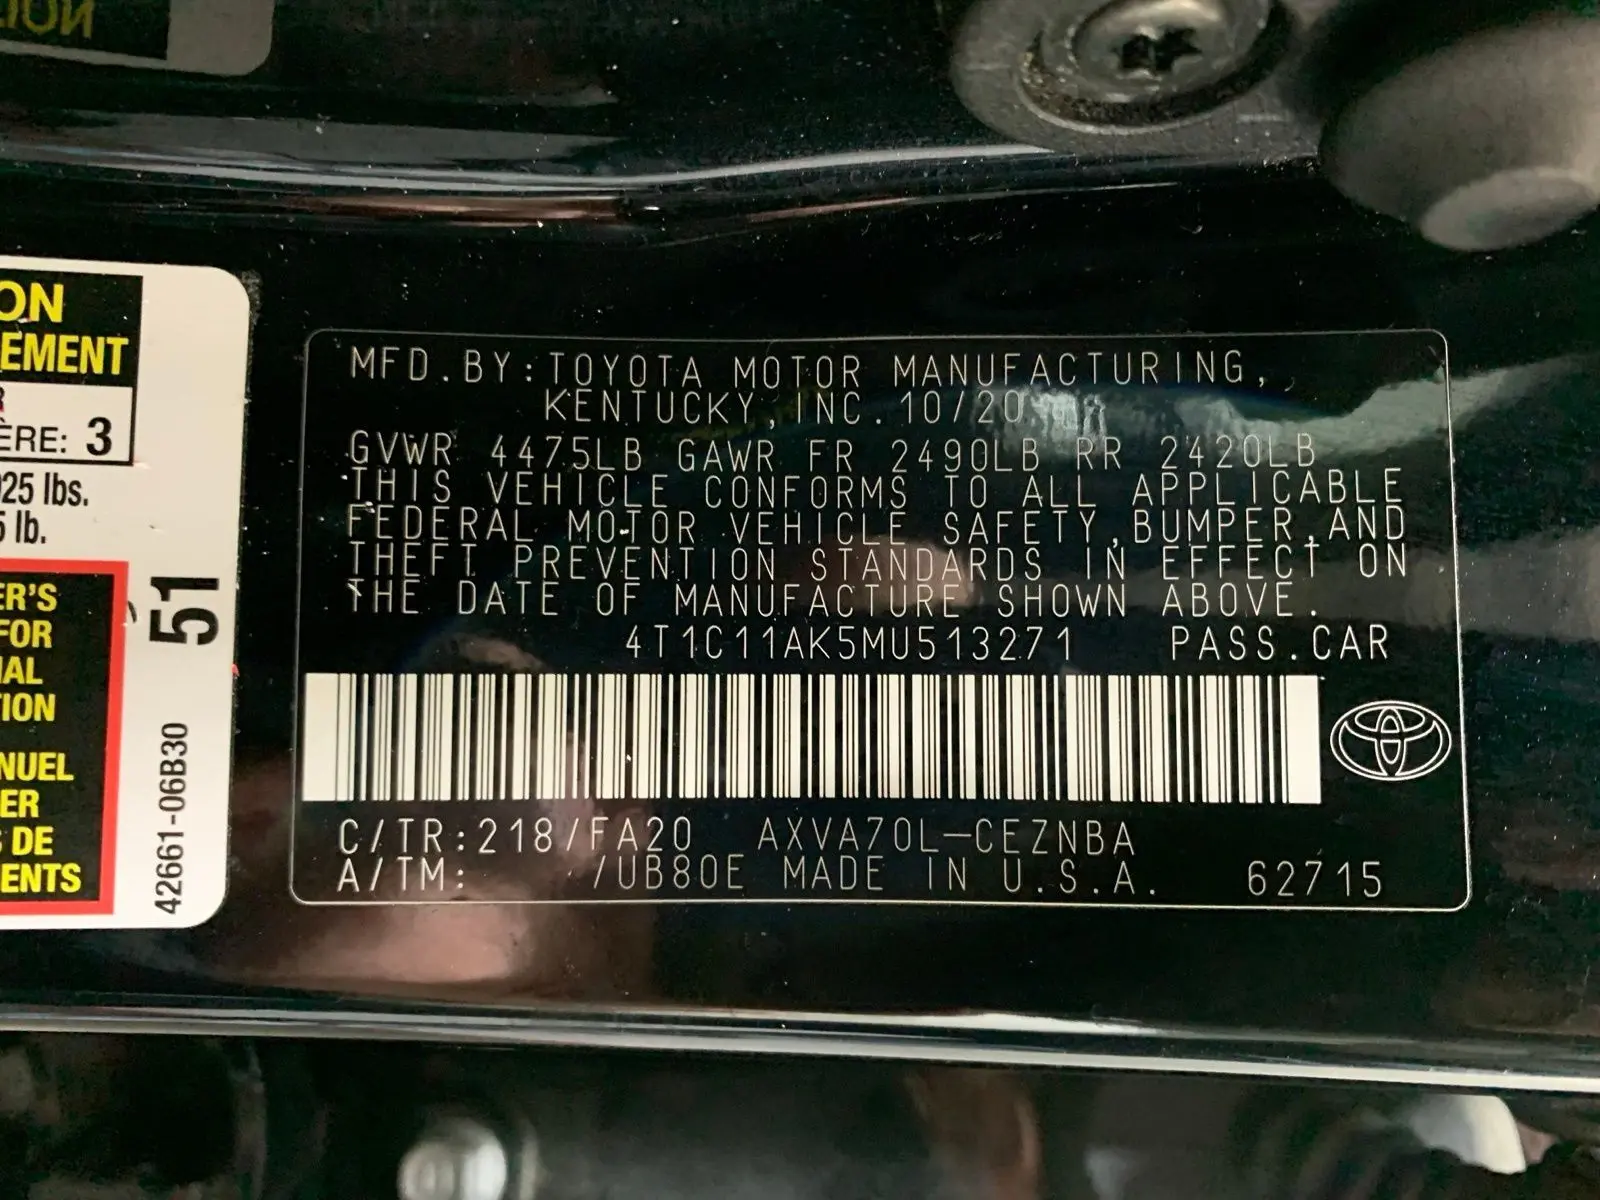 ON
EMENT
ÈRE: 3
25 lbs.
5 lb.
ER'S
FOR
IAL
ION
NUEL
ER
DE
ENTS
51
42661-06B30
MFD.BY:TOYOTA MOTOR MANUFACTURING,
KENTUCKY,INC. 10/20
GVWR 4475LB GAWR FR 2490LB RR 2420LB
THIS VEHICLE CONFORMS TO ALL APPLICABLE
FEDERAL MOTOR VEHICLE SAFETY,BUMPER,AND
THEFT PREVENTION STANDARDS IN EFFECT ON
THE DATE OF MANUFACTURE SHOWN ABOVE.
4T1C11AK5MU513271 PASS.CAR
C/TR:218/FA20 AXVA70L-CEZNBA
A/TM: /UB80E MADE IN U.S.A. 62715